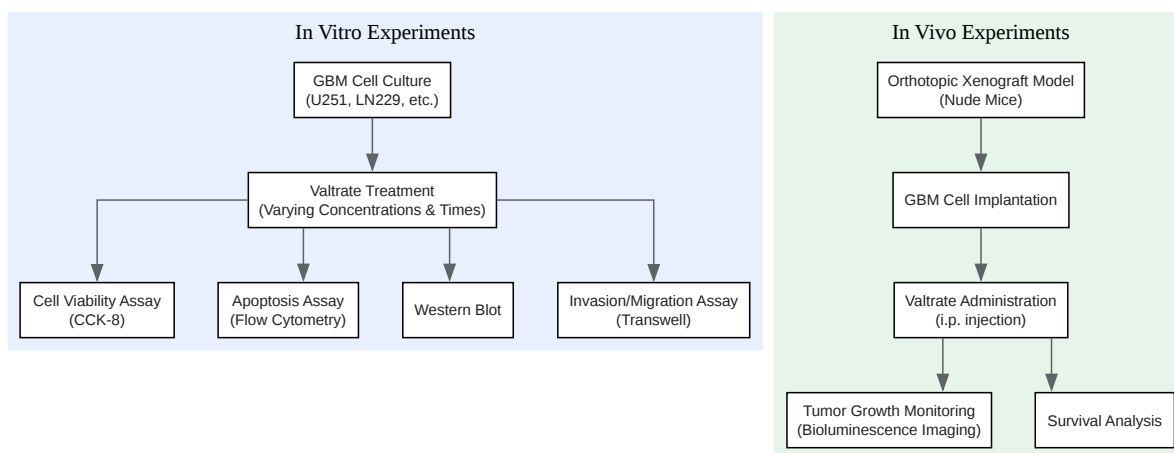 In Vitro Experiments
GBM Cell Culture
(U251, LN229, etc.)
Valtrate Treatment
(Varying Concentrations & Times)
Cell Viability Assay
(CCK-8)
Apoptosis Assay
(Flow Cytometry)
Western Blot
Invasion/Migration Assay
(Transwell)
In Vivo Experiments
Orthotopic Xenograft Model
(Nude Mice)
GBM Cell Implantation
Valtrate Administration
(i.p. injection)
Tumor Growth Monitoring
(Bioluminescence Imaging)
Survival Analysis